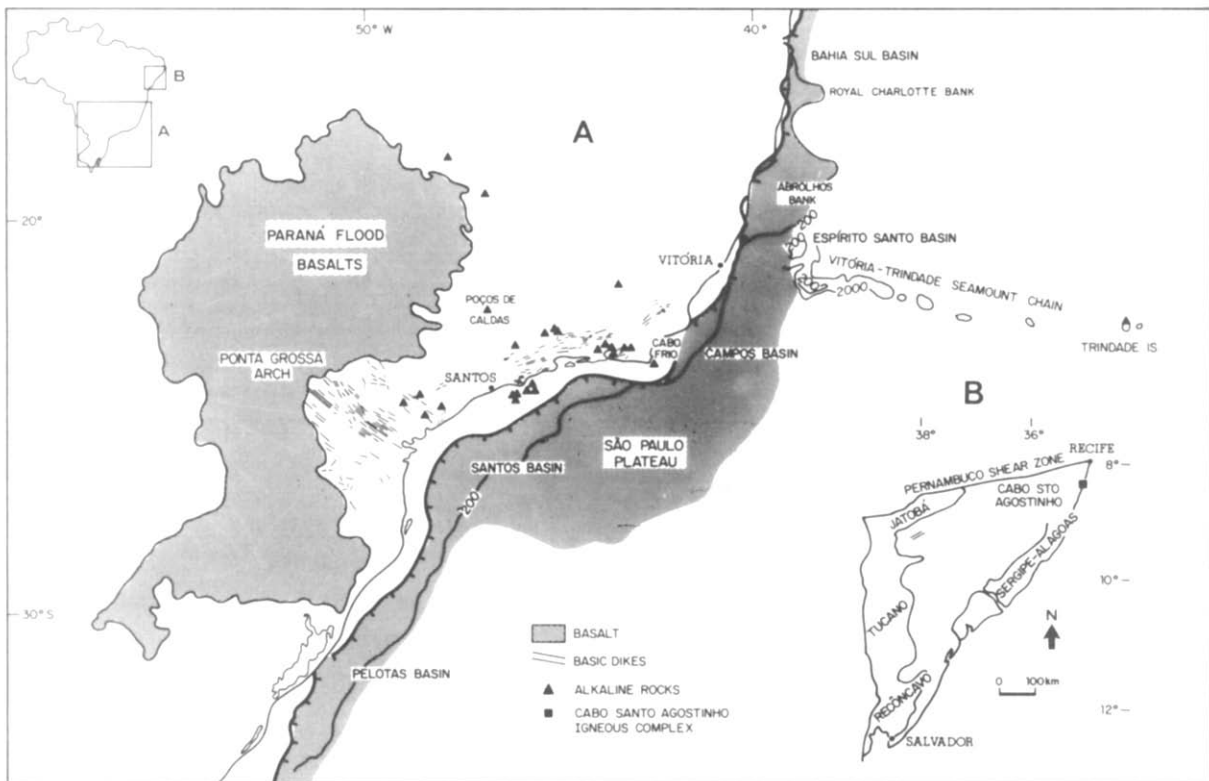 50° W
40°
B
A
A
BAHIA SUL BASIN
ROYAL CHARLOTTE BANK
ABROLHOS
BANK
20°
PARANÁ FLOOD
BASALTS
200
200
ESPÍRITO SANTO BASIN
VITÓRIA
VITÓRIA-TRINDADE SEAMOUNT CHAIN
2000
POÇOS DE
CALDAS
TRINDADE IS
CABO
FRIO
CAMPOS BASIN
PONTA GROSSA
ARCH
SANTOS
B
38°
36°
RECIFE
SÃO PAULO
PLATEAU
SANTOS BASIN
200
PERNAMBUCO SHEAR ZONE
8°
CABO STO
AGOSTINHO
JATOBÁ
SERGIPE-ALAGOAS
10°
TUCANO
N
30° S
BASALT
BASIC DIKES
PELOTAS BASIN
ALKALINE ROCKS
0 100km
CABO SANTO AGOSTINHO
IGNEOUS COMPLEX
RECÔNCAVO
12°
SALVADOR